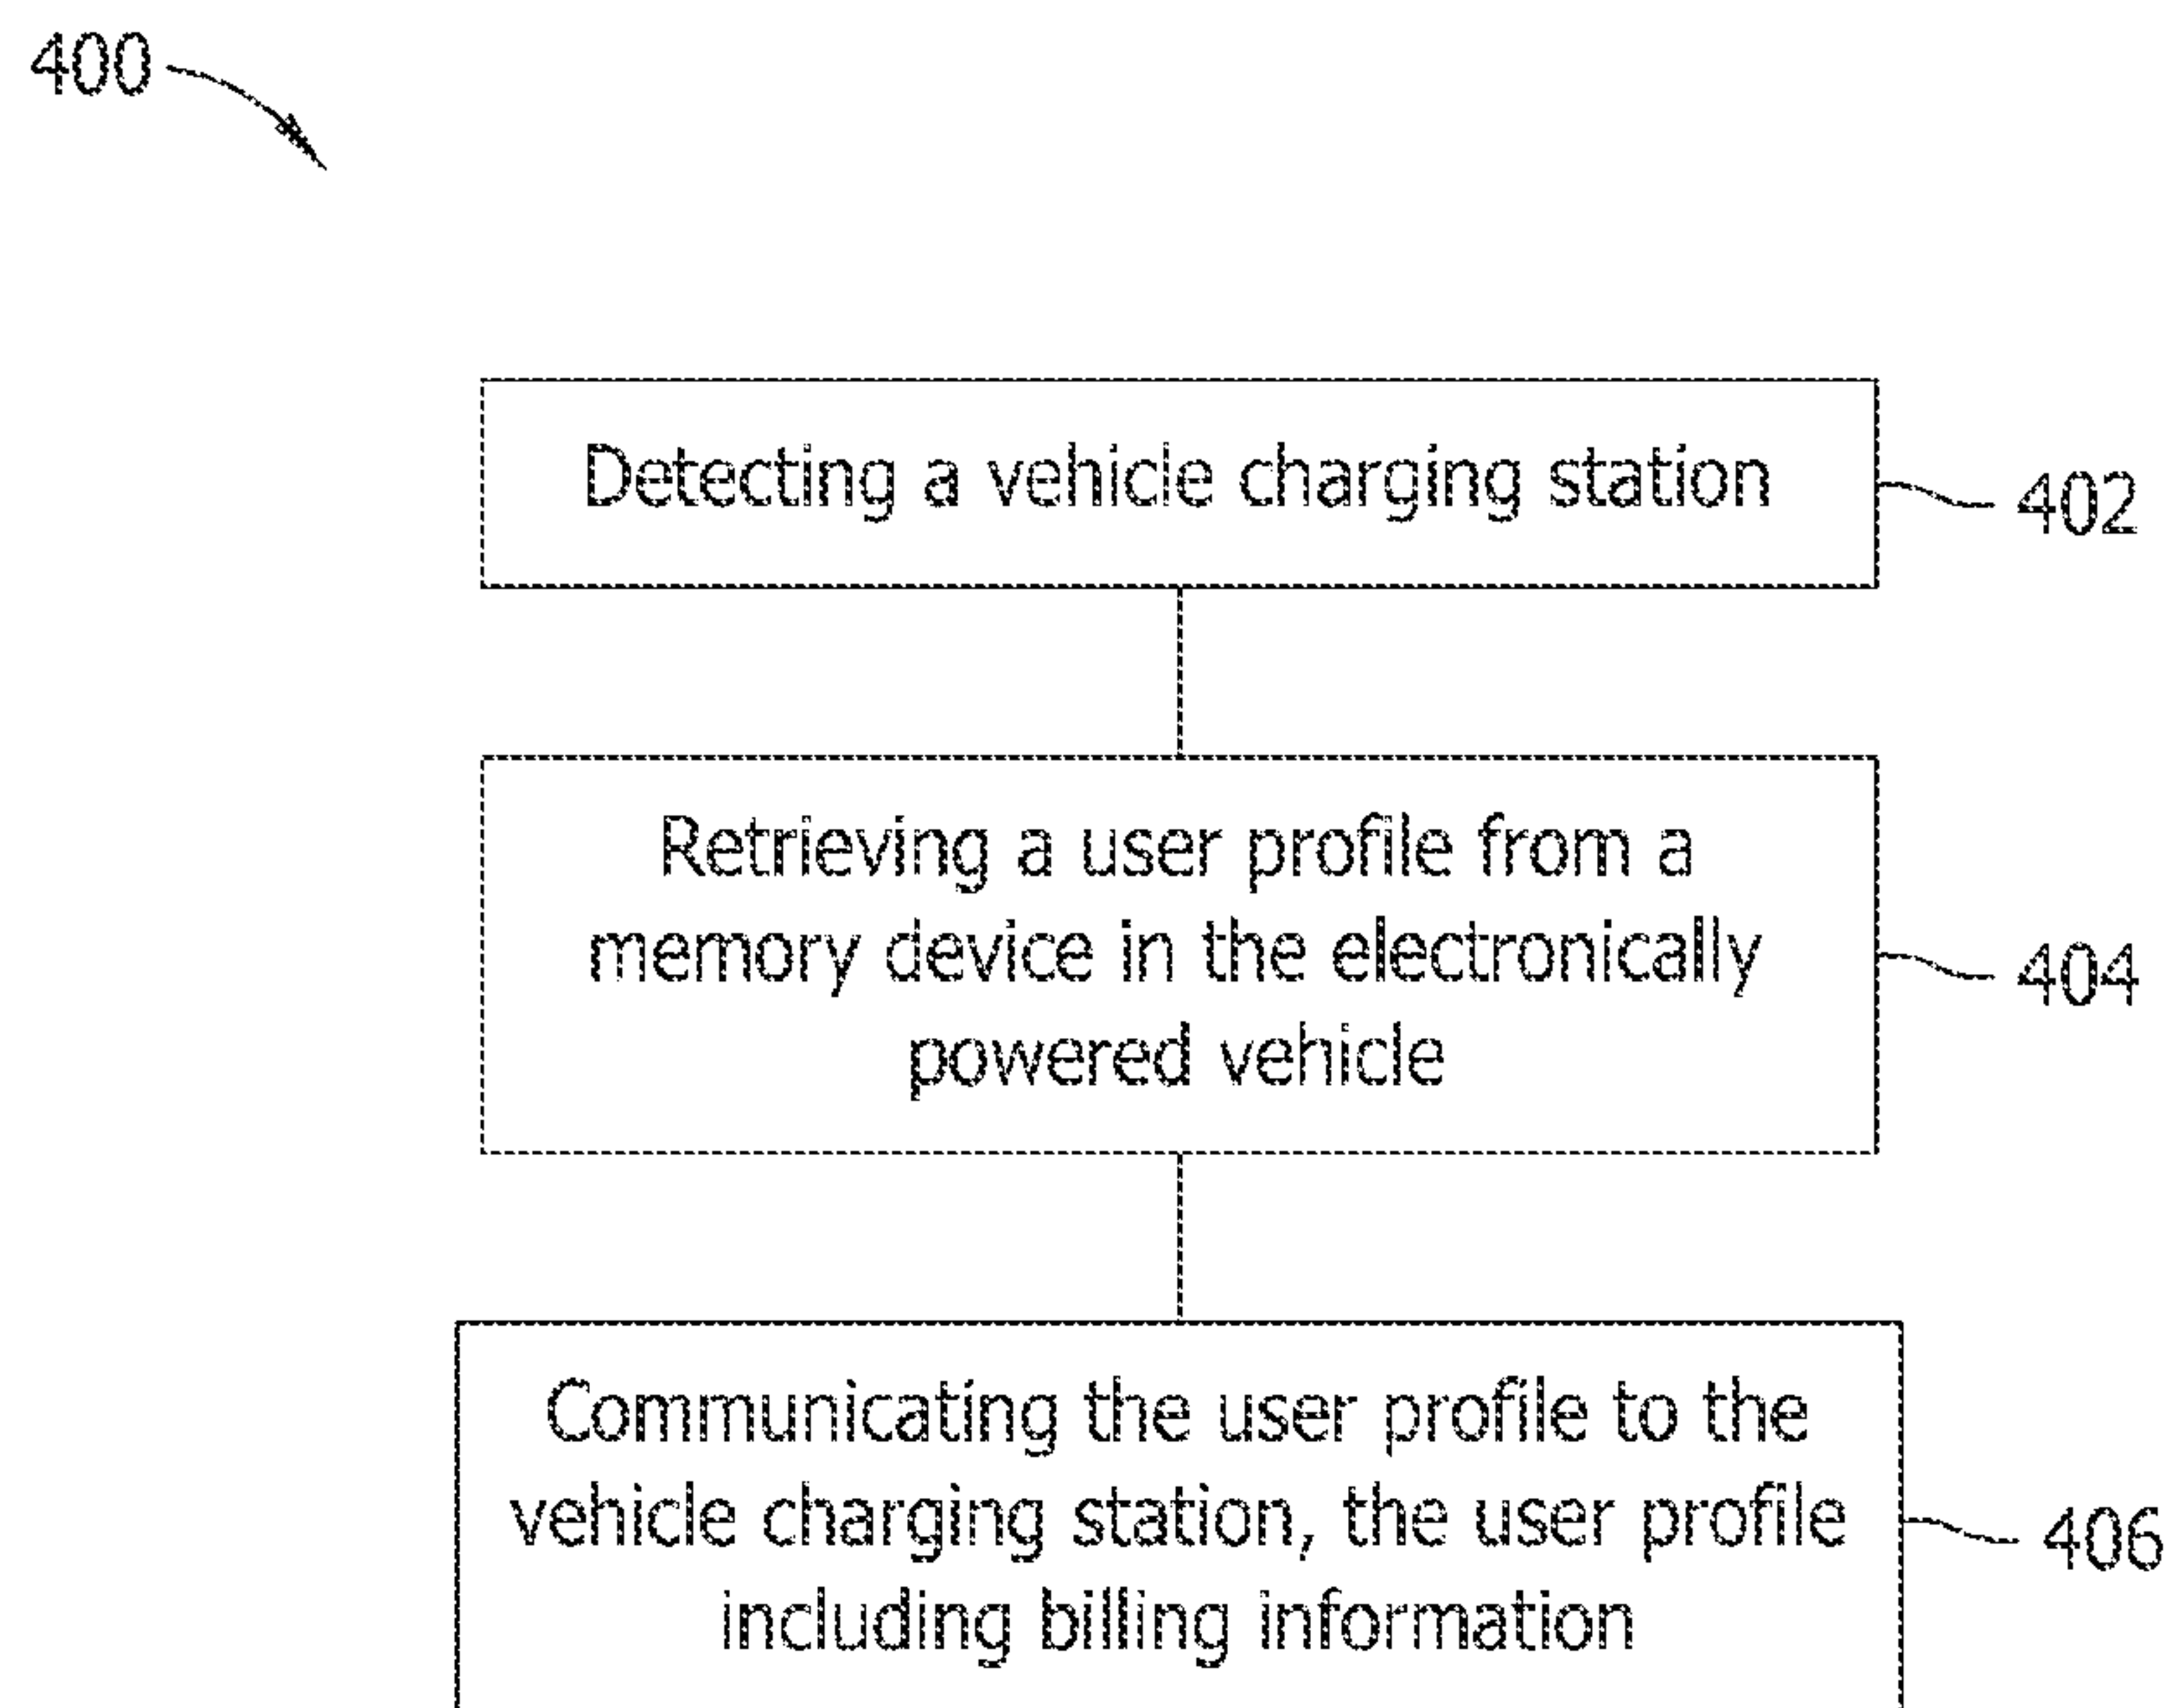 400
Detecting a vehicle charging station
402
Retrieving a user profile from a
memory device in the electronically
powered vehicle
404
Communicating the user profile to the
vehicle charging station, the user profile
including billing information
406